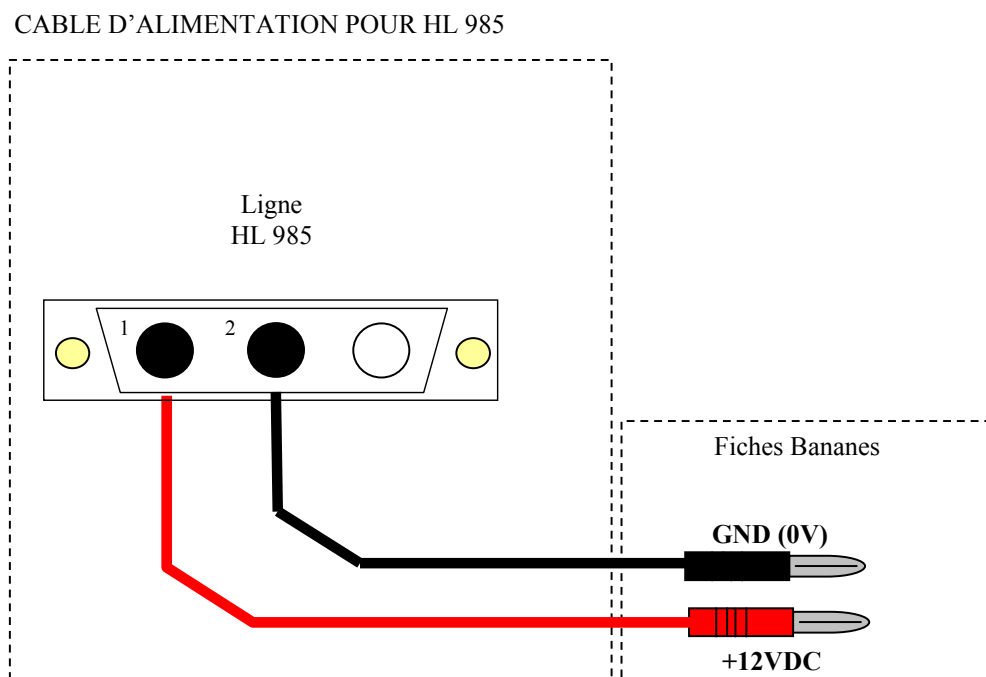 CABLE D’ALIMENTATION POUR HL 985
Ligne
HL 985
1
2
Fiches Bananes
GND (0V)
+12VDC